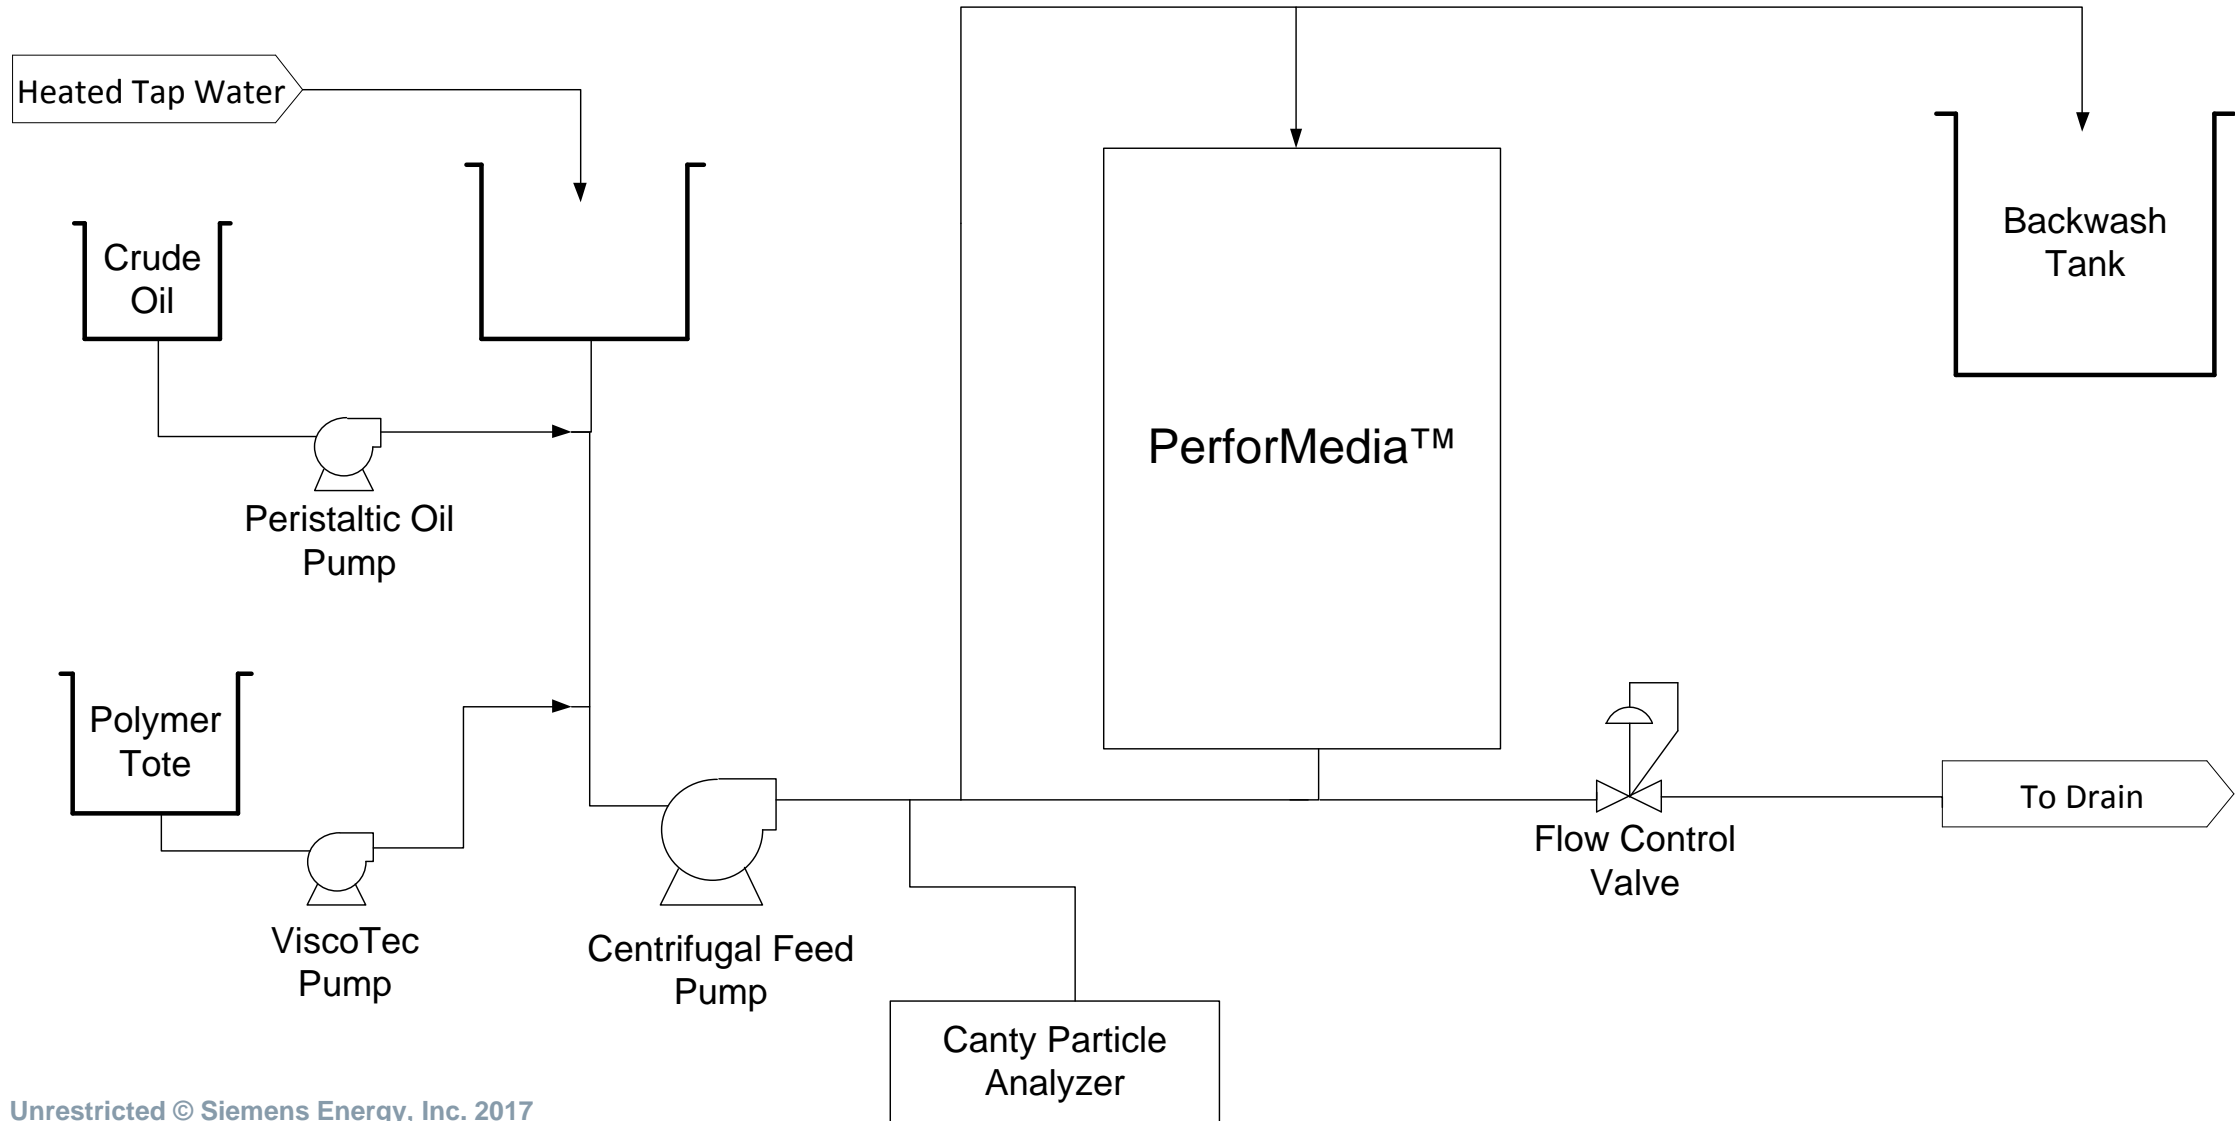 Heated Tap Water
Crude
Oil
Backwash
Tank
PerforMedia™
Peristaltic Oil
Pump
Polymer
Tote
To Drain
Flow Control
Valve
ViscoTec
Pump
Centrifugal Feed
Pump
Canty Particle
Analyzer
Unrestricted © Siemens Energy, Inc. 2017